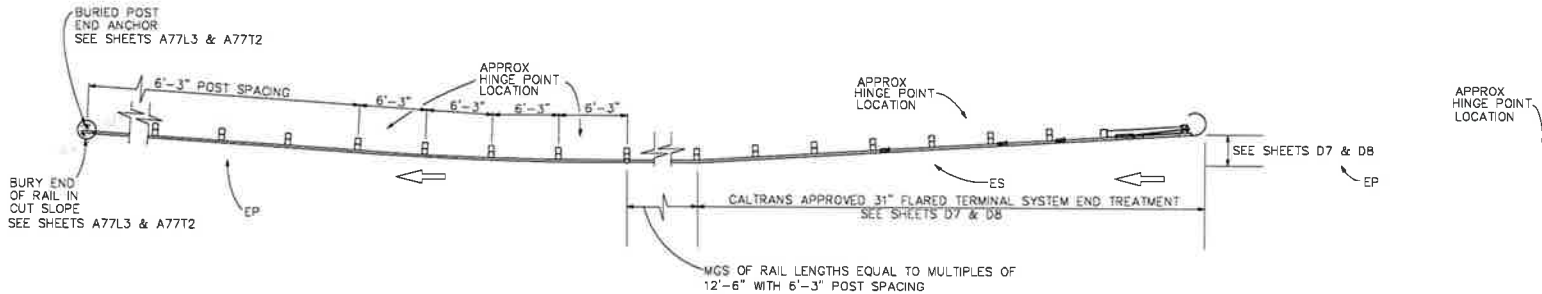 BURIED POST
END ANCHOR
SEE SHEETS A77L3 & A77T2
6'-3" POST SPACING
6'-3"
6'-3"
6'-3"
6'-3"
APPROX
HINGE POINT
LOCATION
APPROX
HINGE POINT
LOCATION
APPROX
HINGE POINT
LOCATION
BURY END
OF RAIL IN
CUT SLOPE
SEE SHEETS A77L3 & A77T2
EP
ES
SEE SHEETS D7 & D8
EP
CALTRANS APPROVED 31" FLARED TERMINAL SYSTEM END TREATMENT
SEE SHEETS D7 & D8
MGS OF RAIL LENGTHS EQUAL TO MULTIPLES OF
12'-6" WITH 6'-3" POST SPACING